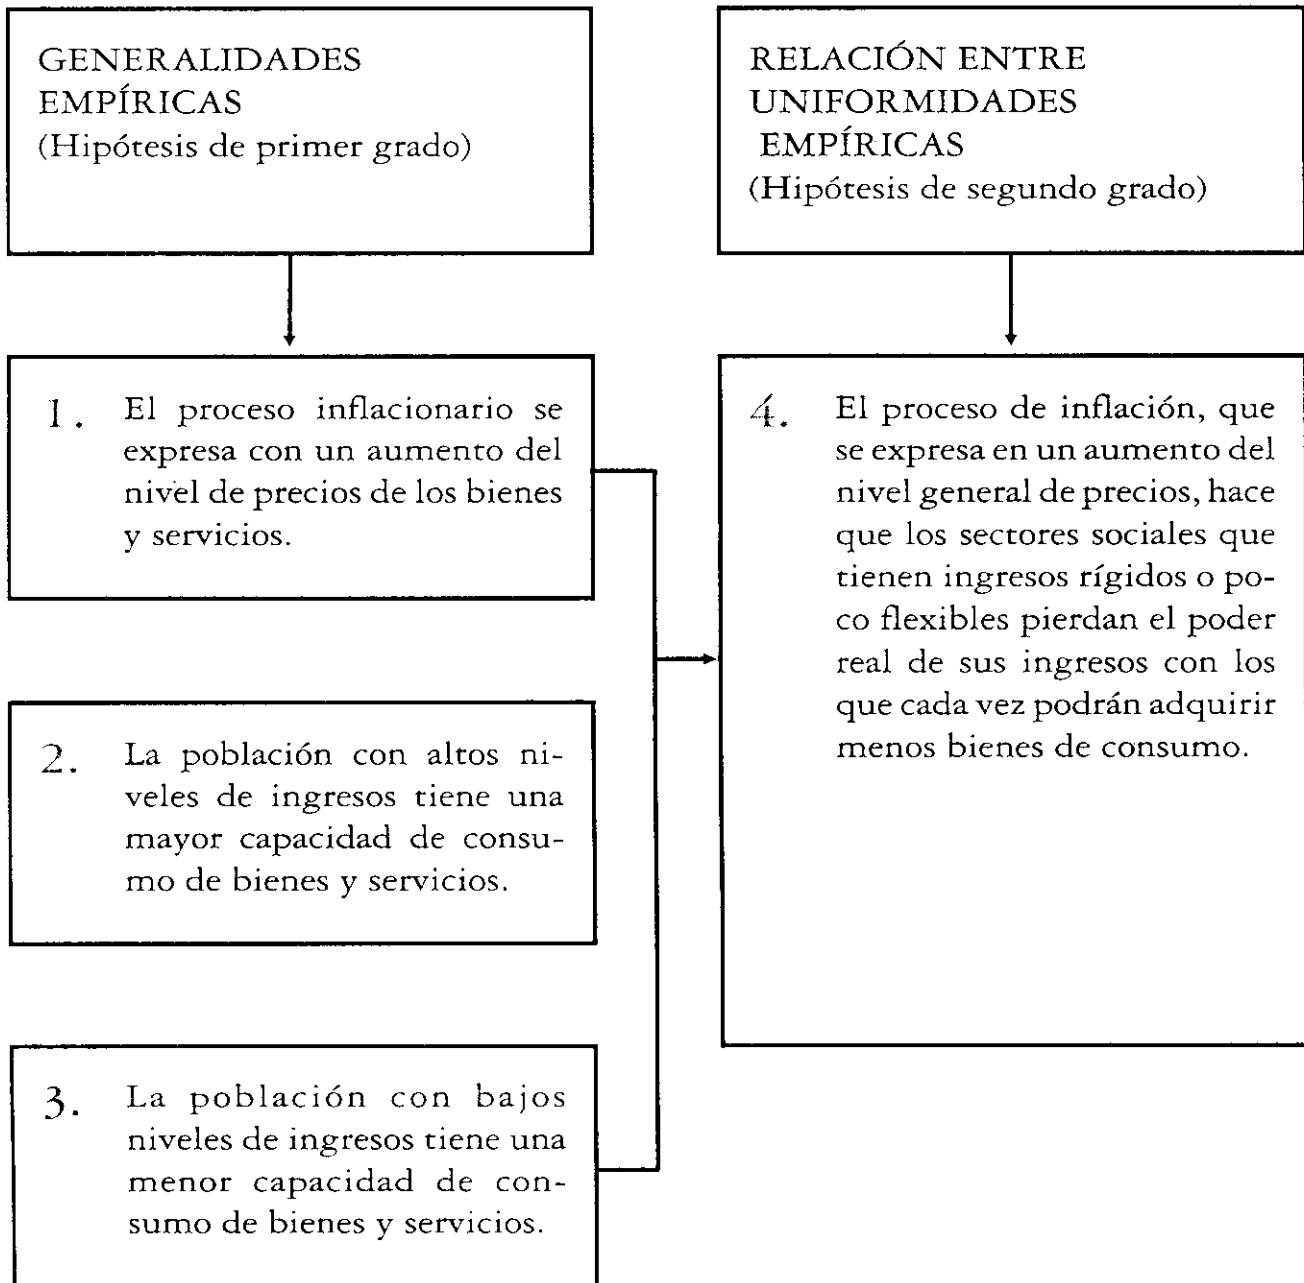 GENERALIDADES
EMPÍRICAS
(Hipótesis de primer grado)
RELACIÓN ENTRE
UNIFORMIDADES
EMPÍRICAS
(Hipótesis de segundo grado)
1. El proceso inflacionario se
expresa con un aumento del
nivel de precios de los bienes
y servicios.
2. La población con altos ni-
veles de ingresos tiene una
mayor capacidad de consu-
mo de bienes y servicios.
3. La población con bajos
niveles de ingresos tiene una
menor capacidad de con-
sumo de bienes y servicios.
4. El proceso de inflación, que
se expresa en un aumento del
nivel general de precios, hace
que los sectores sociales que
tienen ingresos rígidos o po-
co flexibles pierdan el poder
real de sus ingresos con los
que cada vez podrán adquirir
menos bienes de consumo.